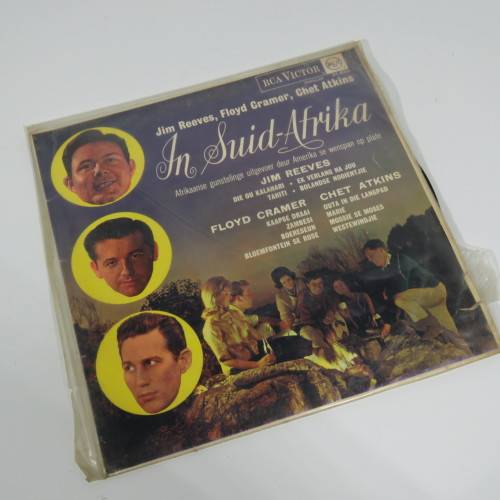 RCA VICTOR
Jim Reeves, Floyd Cramer, Chet Atkins
In Suid-Afrika
Afrikaanse gunstelinge uitgevoer deur Amerika se wenspan op plate
JIM REEVES
DIE OU KALAHARI • EK VERLANG NA JOU
TAHITI • BOLANDSE NOOIENTJIE
FLOYD CRAMER
KAAPSE DRAAI
ZAMBESI
BOERESEUN
BLOEMFONTEIN SE ROSE
CHET ATKINS
OUTA IN DIE LANGPAD
MARIE
MOSSIE SE MOSES
WESTEWINDJIE